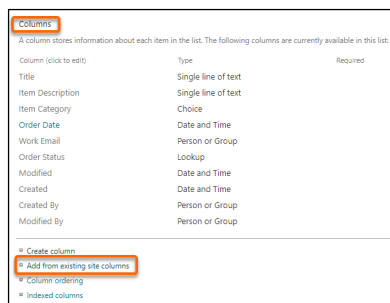 Columns
A column stores information about each item in the list. The following columns are currently available in this list:
Column (click to edit) Type Required
Title Single line of text
Item Description Single line of text
Item Category Choice
Order Date Date and Time
Work Email Person or Group
Order Status Lookup
Modified Date and Time
Created Date and Time
Created By Person or Group
Modified By Person or Group
Create column
Add from existing site columns
Column ordering
Indexed columns